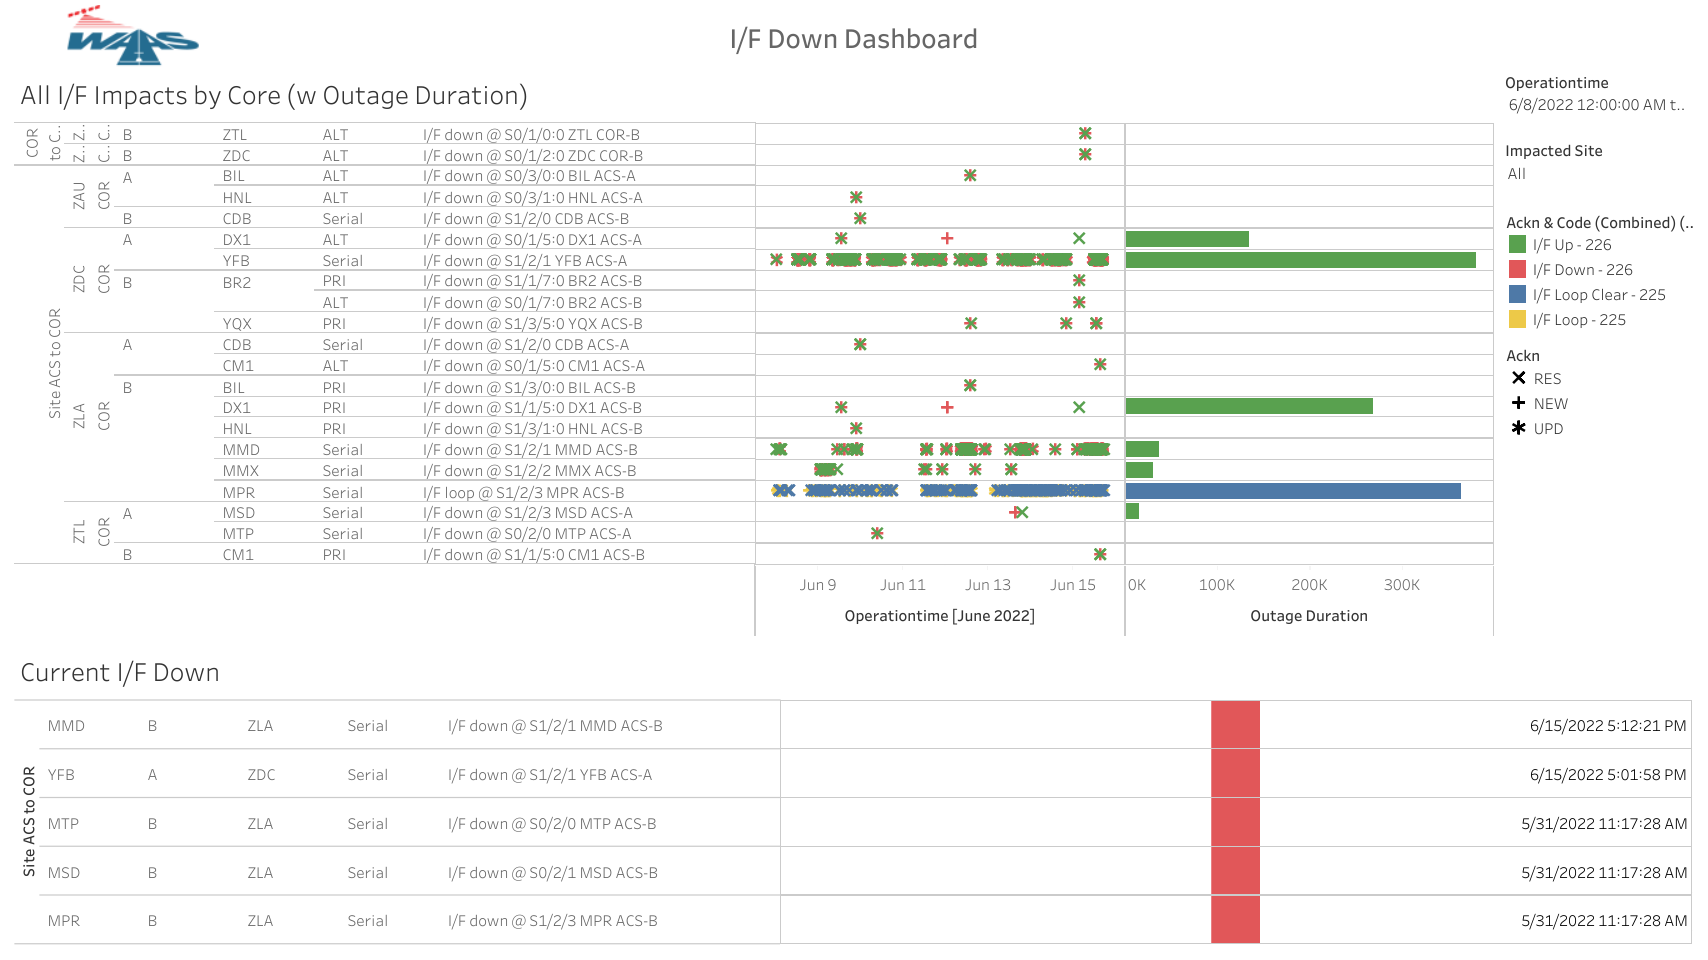 WAAS
I/F Down Dashboard
All I/F Impacts by Core (w Outage Duration)
COR to C.. Z.. C.. B ZTL ALT I/F down @ S0/1/0:0 ZTL COR-B
Z.. C.. B ZDC ALT I/F down @ S0/1/2:0 ZDC COR-B
Site ACS to COR
ZAU COR A BIL ALT I/F down @ S0/3/0:0 BIL ACS-A
HNL ALT I/F down @ S0/3/1:0 HNL ACS-A
B CDB Serial I/F down @ S1/2/0 CDB ACS-B
ZDC COR A DX1 ALT I/F down @ S0/1/5:0 DX1 ACS-A
YFB Serial I/F down @ S1/2/1 YFB ACS-A
B BR2 PRI I/F down @ S1/1/7:0 BR2 ACS-B
ALT I/F down @ S0/1/7:0 BR2 ACS-B
YQX PRI I/F down @ S1/3/5:0 YQX ACS-B
ZLA COR A CDB Serial I/F down @ S1/2/0 CDB ACS-A
CM1 ALT I/F down @ S0/1/5:0 CM1 ACS-A
B BIL PRI I/F down @ S1/3/0:0 BIL ACS-B
DX1 PRI I/F down @ S1/1/5:0 DX1 ACS-B
HNL PRI I/F down @ S1/3/1:0 HNL ACS-B
MMD Serial I/F down @ S1/2/1 MMD ACS-B
MMX Serial I/F down @ S1/2/2 MMX ACS-B
MPR Serial I/F loop @ S1/2/3 MPR ACS-B
ZTL COR A MSD Serial I/F down @ S1/2/3 MSD ACS-A
MTP Serial I/F down @ S0/2/0 MTP ACS-A
B CM1 PRI I/F down @ S1/1/5:0 CM1 ACS-B
Jun 9 Jun 11 Jun 13 Jun 15 0K 100K 200K 300K
Operationtime [June 2022] Outage Duration
Operationtime
6/8/2022 12:00:00 AM t..
Impacted Site
All
Ackn & Code (Combined) (..
I/F Up - 226
I/F Down - 226
I/F Loop Clear - 225
I/F Loop - 225
Ackn
RES
NEW
UPD
Current I/F Down
Site ACS to COR
MMD B ZLA Serial I/F down @ S1/2/1 MMD ACS-B 6/15/2022 5:12:21 PM
YFB A ZDC Serial I/F down @ S1/2/1 YFB ACS-A 6/15/2022 5:01:58 PM
MTP B ZLA Serial I/F down @ S0/2/0 MTP ACS-B 5/31/2022 11:17:28 AM
MSD B ZLA Serial I/F down @ S0/2/1 MSD ACS-B 5/31/2022 11:17:28 AM
MPR B ZLA Serial I/F down @ S1/2/3 MPR ACS-B 5/31/2022 11:17:28 AM